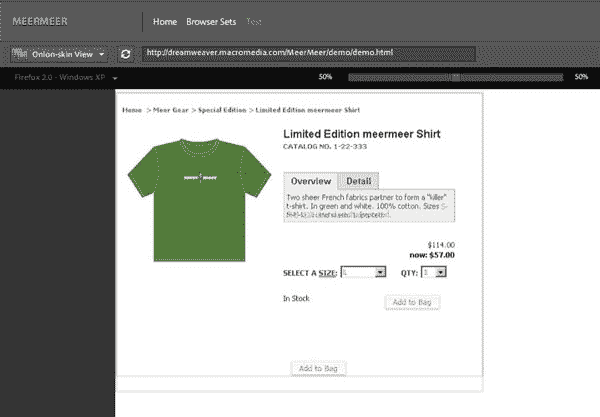 MEERMEER
Home Browser Sets Test
Onion-skin View
http://dreamweaver.macromedia.com/MeerMeer/demo/demo.html
Firefox 2.0 - Windows XP
50% 50%
Home > Meer Gear > Special Edition > Limited Edition meermeer Shirt
Limited Edition meermeer Shirt
CATALOG NO. 1-22-333
Overview Detail
Two sheer French fabrics partner to form a "killer"
t-shirt. In green and white. 100% cotton. Sizes
$114.00
now: $57.00
SELECT A SIZE: L QTY: 1
In Stock
Add to Bag
Add to Bag